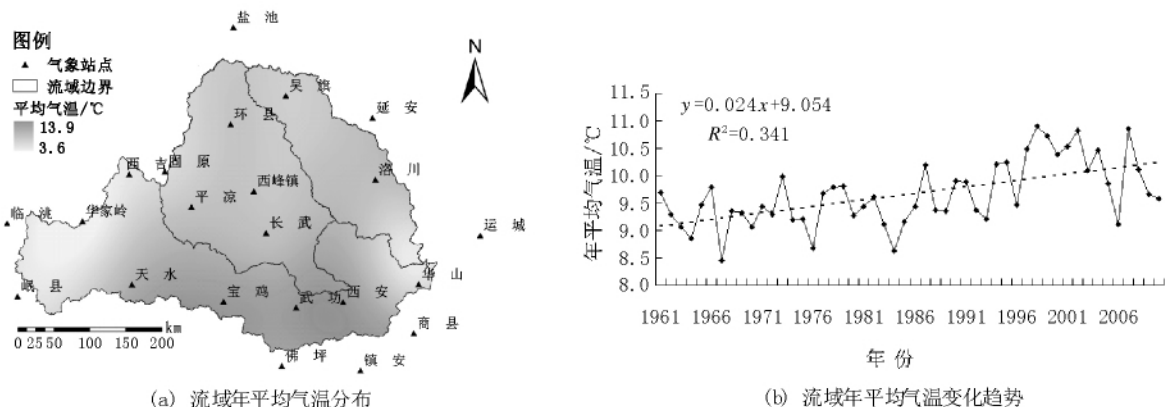 盐 池
图例
▲ 气象站点
流域边界
平均气温/℃
13.9
3.6
N
吴 旗
延 安
环 县
洛 川
西 吉
固 原
西峰镇
平 凉
临 洮
华家岭
长 武
运 城
岷 县
天 水
宝 鸡
武 功
西 安
华 山
商 县
佛 坪
镇 安
0 25 50 100 150 200 km
(a) 流域年平均气温分布
年平均气温/℃
11.5
11.0
10.5
10.0
9.5
9.0
8.5
8.0
y=0.024x+9.054
R²=0.341
1961 1966 1971 1976 1981 1986 1991 1996 2001 2006
年 份
(b) 流域年平均气温变化趋势